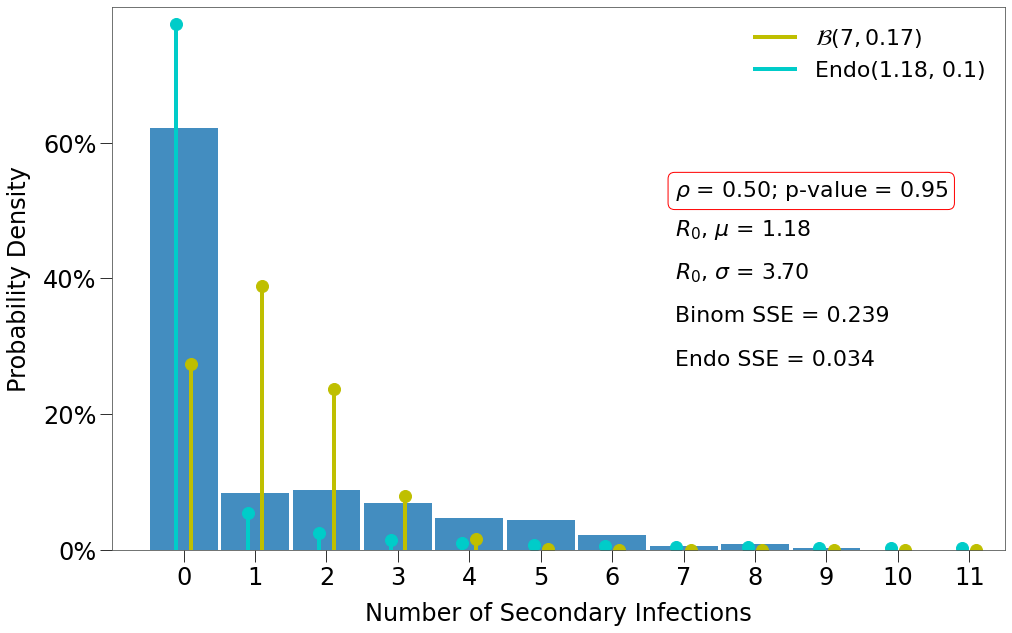 ℬ(7, 0.17)
Endo(1.18, 0.1)
ρ = 0.50; p-value = 0.95
R₀, μ = 1.18
R₀, σ = 3.70
Binom SSE = 0.239
Endo SSE = 0.034
Probability Density
60%
40%
20%
0%
0 1 2 3 4 5 6 7 8 9 10 11
Number of Secondary Infections